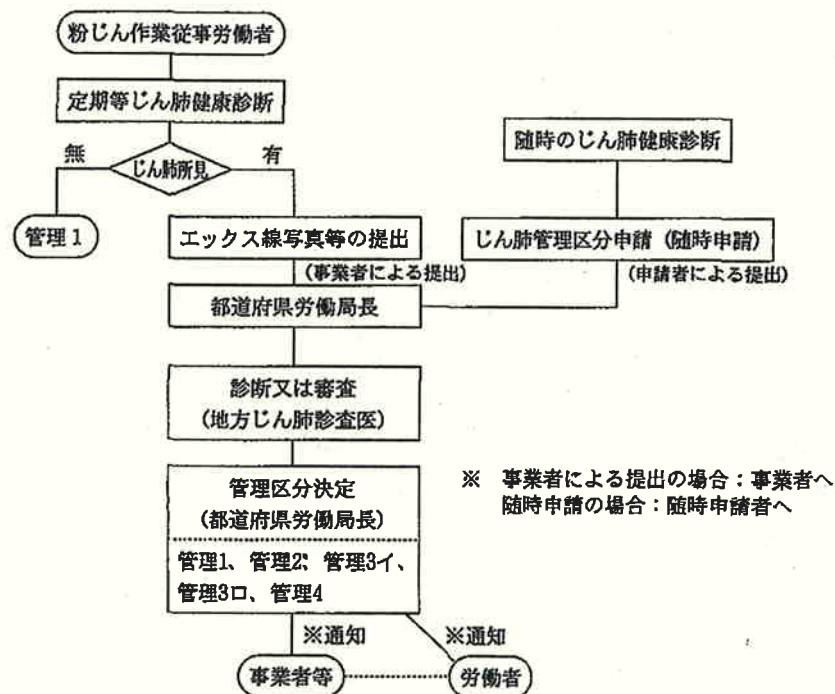 粉じん作業従事労働者
定期等じん肺健康診断
無
じん肺所見
有
随時のじん肺健康診断
管理1
エックス線写真等の提出
じん肺管理区分申請（随時申請）
(事業者による提出)
(申請者による提出)
都道府県労働局長
診断又は審査
(地方じん肺診査医)
管理区分決定
(都道府県労働局長)
※　事業者による提出の場合：事業者へ
随時申請の場合：随時申請者へ
管理1、管理2、管理3イ、
管理3ロ、管理4
※通知
※通知
事業者等
労働者